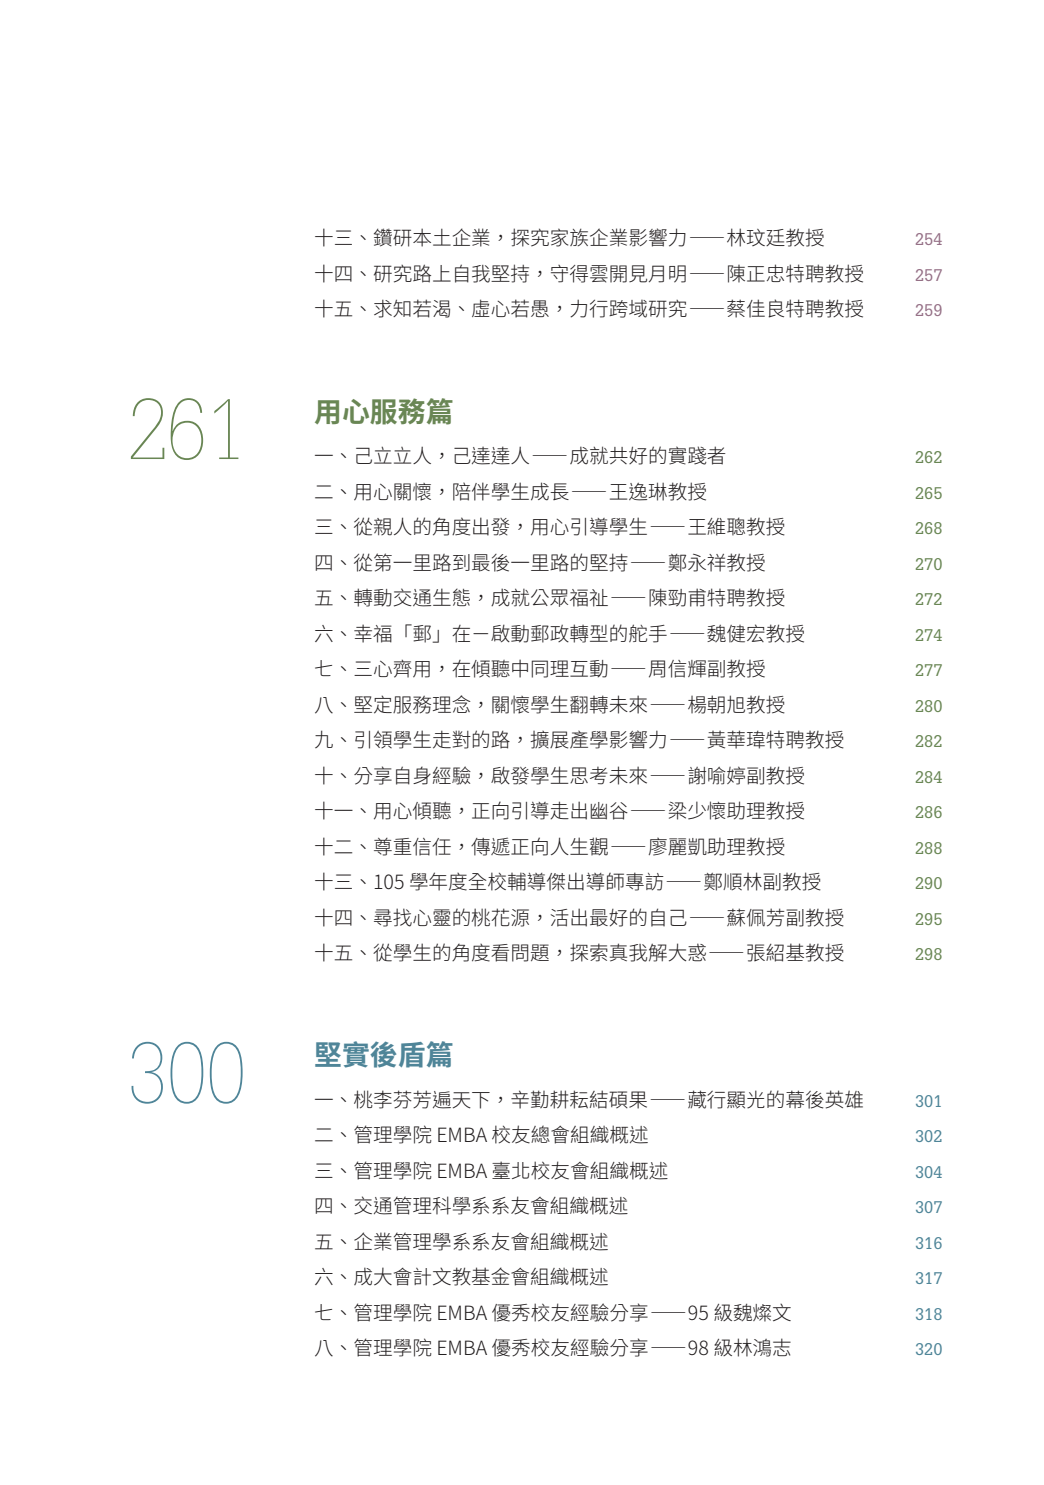 十三、鑽研本土企業，探究家族企業影響力——林玟廷教授 254
十四、研究路上自我堅持，守得雲開見月明——陳正忠特聘教授 257
十五、求知若渴、虛心若愚，力行跨域研究——蔡佳良特聘教授 259
261 用心服務篇
一、己立立人，己達達人——成就共好的實踐者 262
二、用心關懷，陪伴學生成長——王逸琳教授 265
三、從親人的角度出發，用心引導學生——王維聰教授 268
四、從第一里路到最後一里路的堅持——鄭永祥教授 270
五、轉動交通生態，成就公眾福祉——陳勁甫特聘教授 272
六、幸福「郵」在－啟動郵政轉型的舵手——魏健宏教授 274
七、三心齊用，在傾聽中同理互動——周信輝副教授 277
八、堅定服務理念，關懷學生翻轉未來——楊朝旭教授 280
九、引領學生走對的路，擴展產學影響力——黃華瑋特聘教授 282
十、分享自身經驗，啟發學生思考未來——謝喻婷副教授 284
十一、用心傾聽，正向引導走出幽谷——梁少懷助理教授 286
十二、尊重信任，傳遞正向人生觀——廖麗凱助理教授 288
十三、105 學年度全校輔導傑出導師專訪——鄭順林副教授 290
十四、尋找心靈的桃花源，活出最好的自己——蘇佩芳副教授 295
十五、從學生的角度看問題，探索真我解大惑——張紹基教授 298
300 堅實後盾篇
一、桃李芬芳遍天下，辛勤耕耘結碩果——藏行顯光的幕後英雄 301
二、管理學院 EMBA 校友總會組織概述 302
三、管理學院 EMBA 臺北校友會組織概述 304
四、交通管理科學系系友會組織概述 307
五、企業管理學系系友會組織概述 316
六、成大會計文教基金會組織概述 317
七、管理學院 EMBA 優秀校友經驗分享——95 級魏燦文 318
八、管理學院 EMBA 優秀校友經驗分享——98 級林鴻志 320